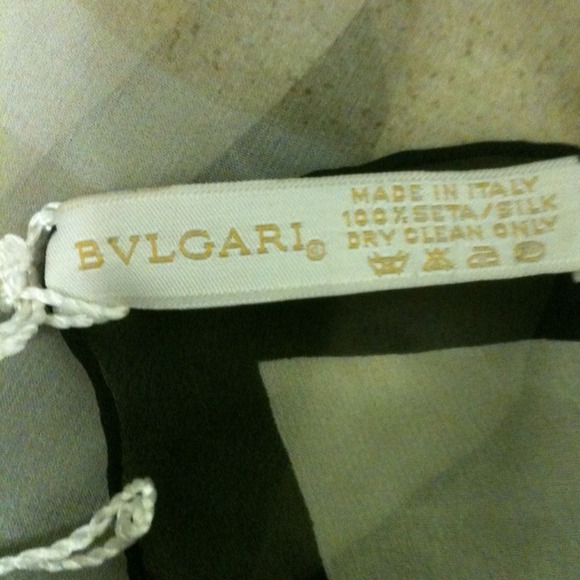 BVLGARI®
MADE IN ITALY
100% SETA/SILK
DRY CLEAN ONLY